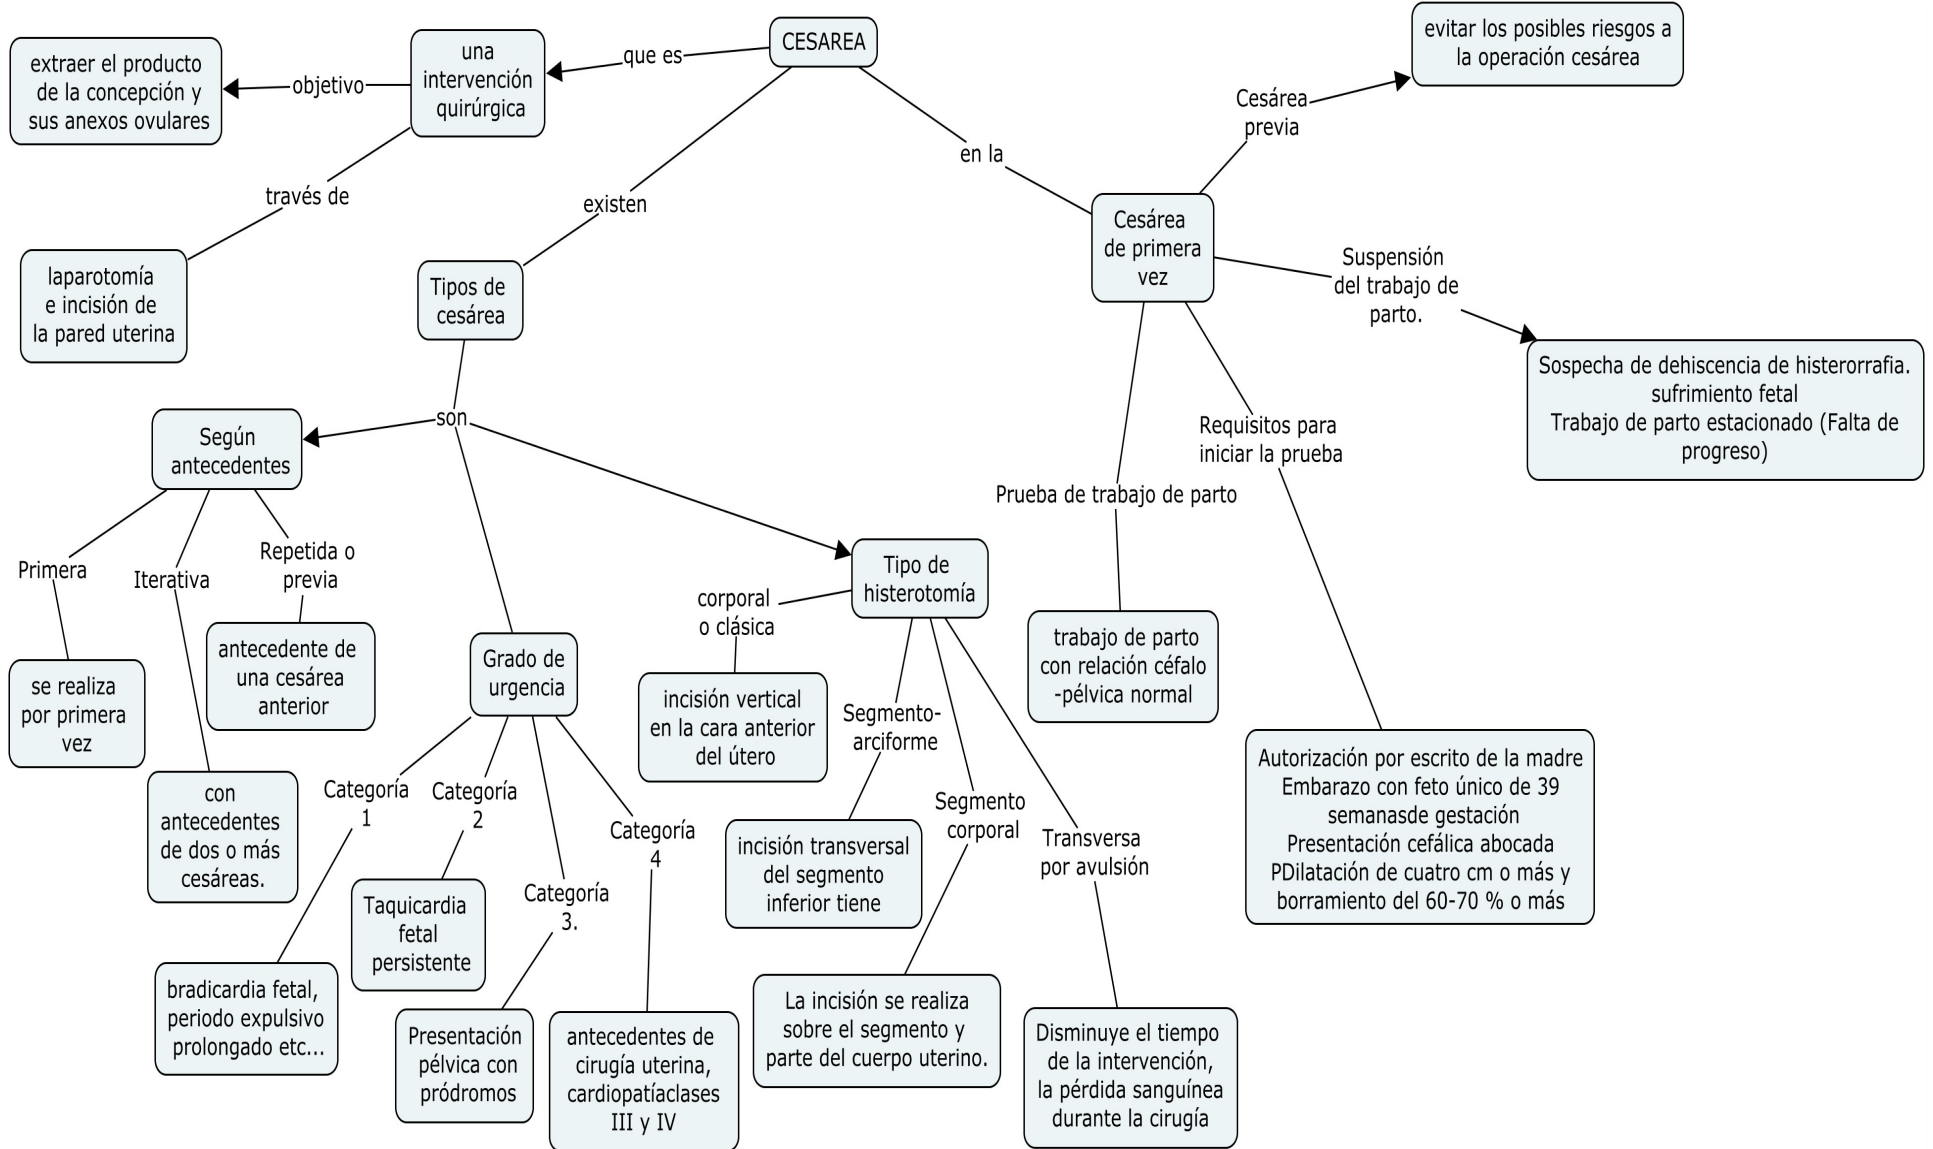 CESAREA
que es
una
intervención
quirúrgica
objetivo
extraer el producto
de la concepción y
sus anexos ovulares
través de
laparotomía
e incisión de
la pared uterina
existen
Tipos de
cesárea
son
Según
antecedentes
Primera
se realiza
por primera
vez
Iterativa
con
antecedentes
de dos o más
cesáreas.
Repetida o
previa
antecedente de
una cesárea
anterior
Grado de
urgencia
Categoría
1
bradicardia fetal,
periodo expulsivo
prolongado etc...
Categoría
2
Taquicardia
fetal
persistente
Categoría
3.
Presentación
pélvica con
pródromos
Categoría
4
antecedentes de
cirugía uterina,
cardiopatíaclases
III y IV
Tipo de
histerotomía
corporal
o clásica
incisión vertical
en la cara anterior
del útero
Segmento-
arciforme
incisión transversal
del segmento
inferior tiene
Segmento
corporal
La incisión se realiza
sobre el segmento y
parte del cuerpo uterino.
Transversa
por avulsión
Disminuye el tiempo
de la intervención,
la pérdida sanguínea
durante la cirugía
en la
Cesárea
de primera
vez
Cesárea
previa
evitar los posibles riesgos a
la operación cesárea
Suspensión
del trabajo de
parto.
Sospecha de dehiscencia de histerorrafia.
sufrimiento fetal
Trabajo de parto estacionado (Falta de
progreso)
Prueba de trabajo de parto
trabajo de parto
con relación céfalo
-pélvica normal
Requisitos para
iniciar la prueba
Autorización por escrito de la madre
Embarazo con feto único de 39
semanasde gestación
Presentación cefálica abocada
PDilatación de cuatro cm o más y
borramiento del 60-70 % o más